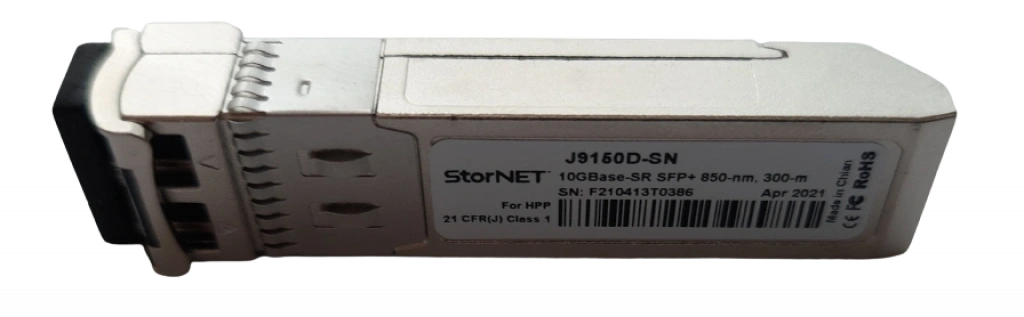 J9150D-SN
StorNET 10GBase-SR SFP+ 850-nm, 300-m
SN: F210413T0386 Apr 2021
For HPP
21 CFR(J) Class 1
Made in Chian
CE FC RoHS